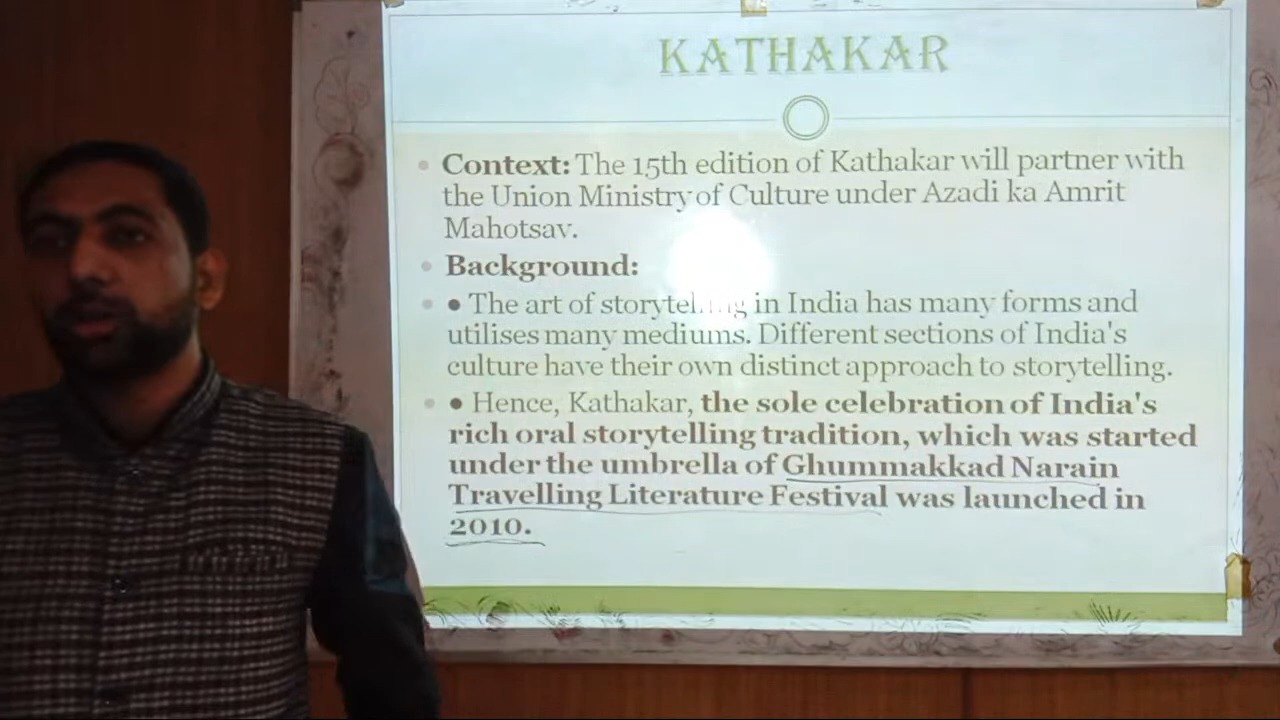 KATHAKAR
Context: The 15th edition of Kathakar will partner with
the Union Ministry of Culture under Azadi ka Amrit
Mahotsav.
Background:
● The art of storytelling in India has many forms and
utilises many mediums. Different sections of India's
culture have their own distinct approach to storytelling.
● Hence, Kathakar, the sole celebration of India's
rich oral storytelling tradition, which was started
under the umbrella of Ghummakkad Narain
Travelling Literature Festival was launched in
2010.